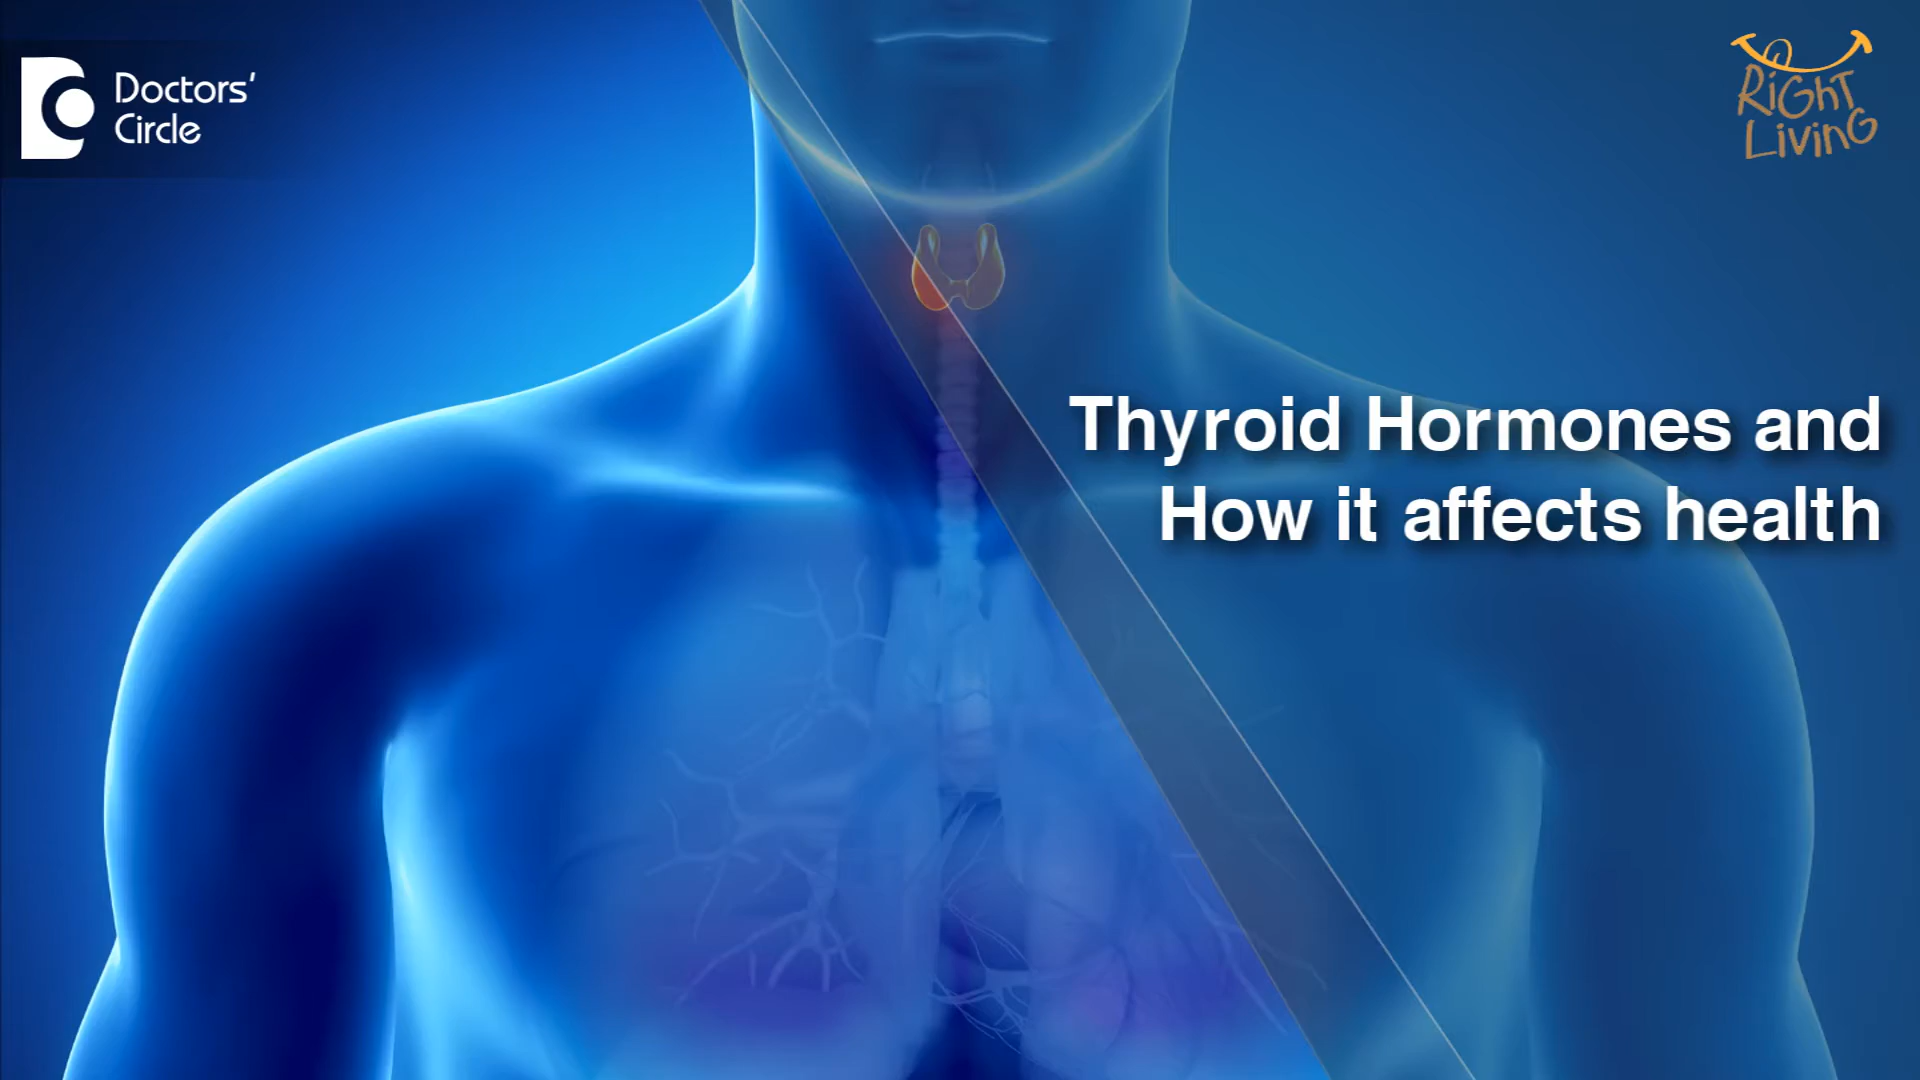 Doctors'
Circle
RiGhT
LiVinG
Thyroid Hormones and
How it affects health